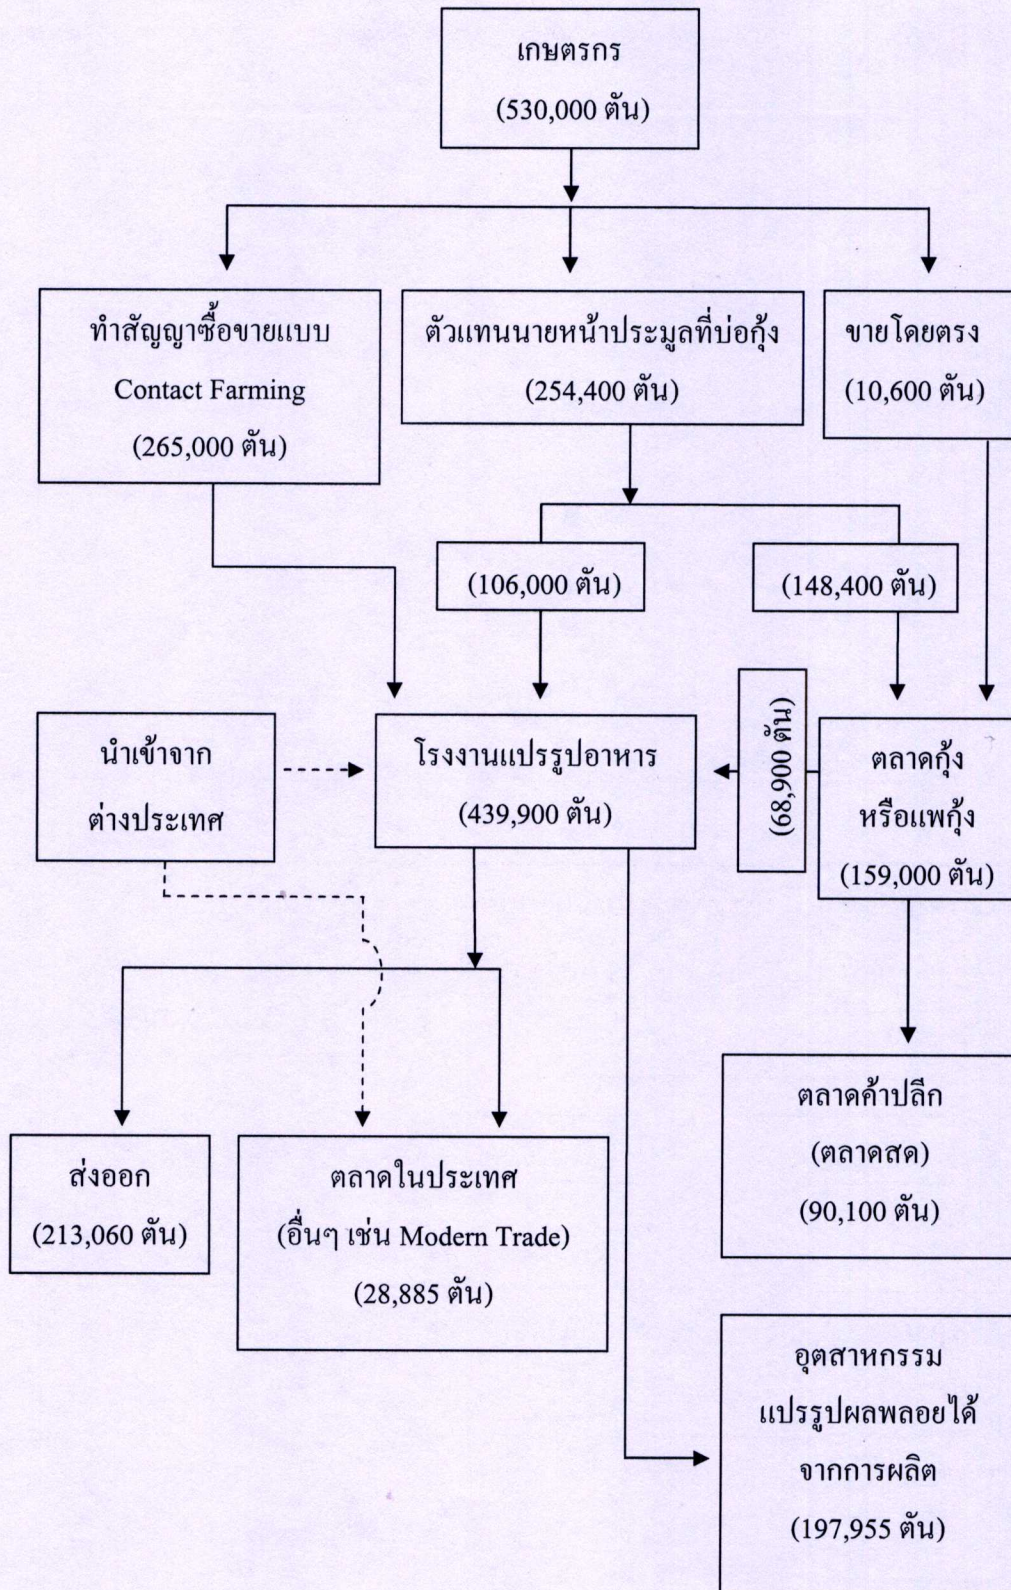 เกษตรกร
(530,000 ตัน)
ทำสัญญาซื้อขายแบบ
Contact Farming
(265,000 ตัน)
ตัวแทนนายหน้าประมูลที่บ่อกุ้ง
(254,400 ตัน)
ขายโดยตรง
(10,600 ตัน)
(106,000 ตัน)
(148,400 ตัน)
นำเข้าจาก
ต่างประเทศ
โรงงานแปรรูปอาหาร
(439,900 ตัน)
(68,900 ตัน)
ตลาดกุ้ง
หรือแพกุ้ง
(159,000 ตัน)
ส่งออก
(213,060 ตัน)
ตลาดในประเทศ
(อื่นๆ เช่น Modern Trade)
(28,885 ตัน)
ตลาดค้าปลีก
(ตลาดสด)
(90,100 ตัน)
อุตสาหกรรม
แปรรูปผลพลอยได้
จากการผลิต
(197,955 ตัน)